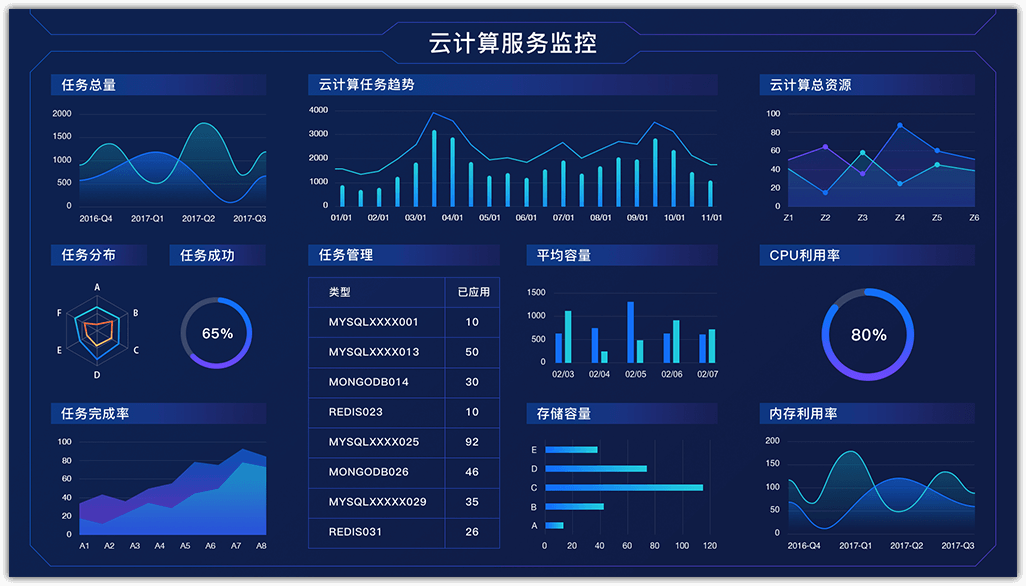 云计算服务监控
任务总量
2000
1500
1000
500
0
2016-Q4 2017-Q1 2017-Q2 2017-Q3
云计算任务趋势
4000
3000
2000
1000
0
01/01 02/01 03/01 04/01 05/01 06/01 07/01 08/01 09/01 10/01 11/01
云计算总资源
100
80
60
40
20
0
Z1 Z2 Z3 Z4 Z5 Z6
任务分布
A
F B
E C
D
任务成功
65%
任务管理
类型 已应用
MYSQLXXXX001 10
MYSQLXXXX013 50
MONGODB014 30
REDIS023 10
MYSQLXXXX025 92
MONGODB026 46
MYSQLXXXXX029 35
REDIS031 26
平均容量
1500
1000
500
0
02/03 02/04 02/05 02/06 02/07
CPU利用率
80%
任务完成率
100
80
60
40
20
0
A1 A2 A3 A4 A5 A6 A7 A8
存储容量
E
D
C
B
A
0 20 40 60 80 100 120
内存利用率
200
150
100
50
0
2016-Q4 2017-Q1 2017-Q2 2017-Q3